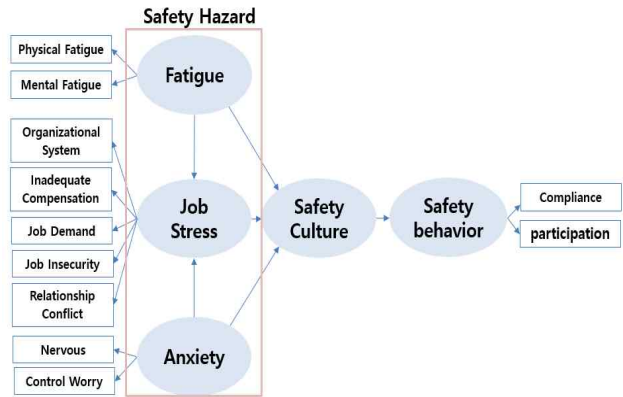 Safety Hazard
Physical Fatigue
Mental Fatigue
Fatigue
Organizational
System
Inadequate
Compensation
Job Demand
Job Insecurity
Relationship
Conflict
Job
Stress
Safety
Culture
Safety
behavior
Compliance
participation
Nervous
Control Worry
Anxiety